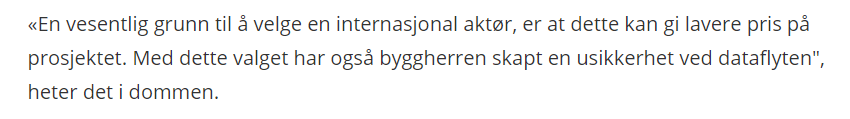 «En vesentlig grunn til å velge en internasjonal aktør, er at dette kan gi lavere pris på
prosjektet. Med dette valget har også byggherren skapt en usikkerhet ved dataflyten",
heter det i dommen.